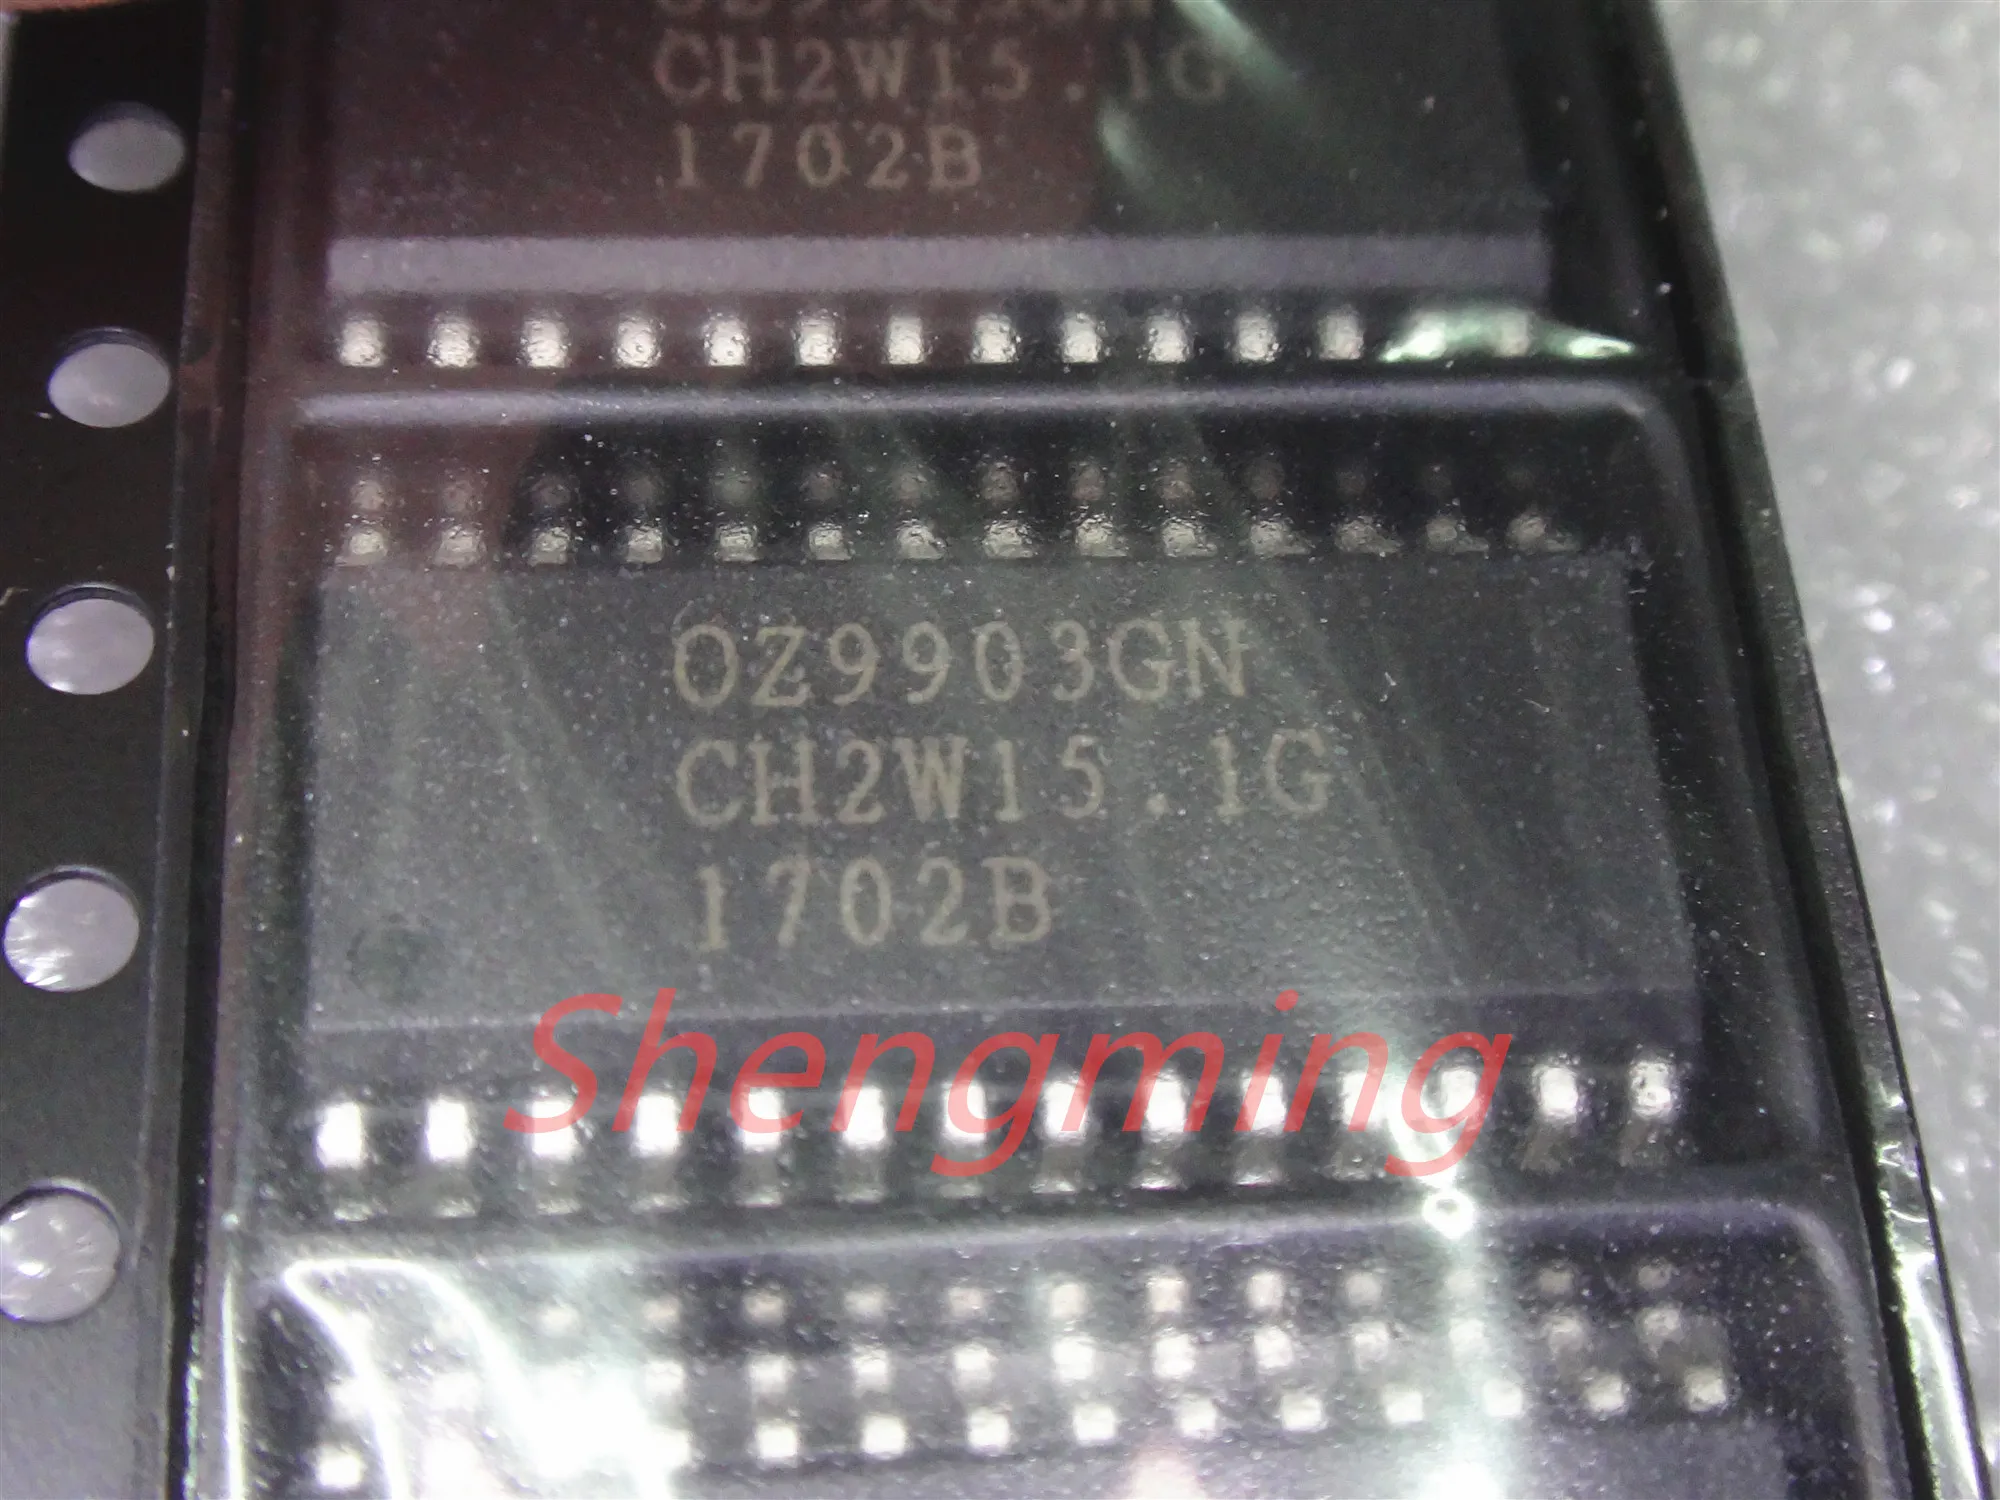 CH2W15.1G
1702B
OZ9903GN
CH2W15.1G
1702B
Shengming